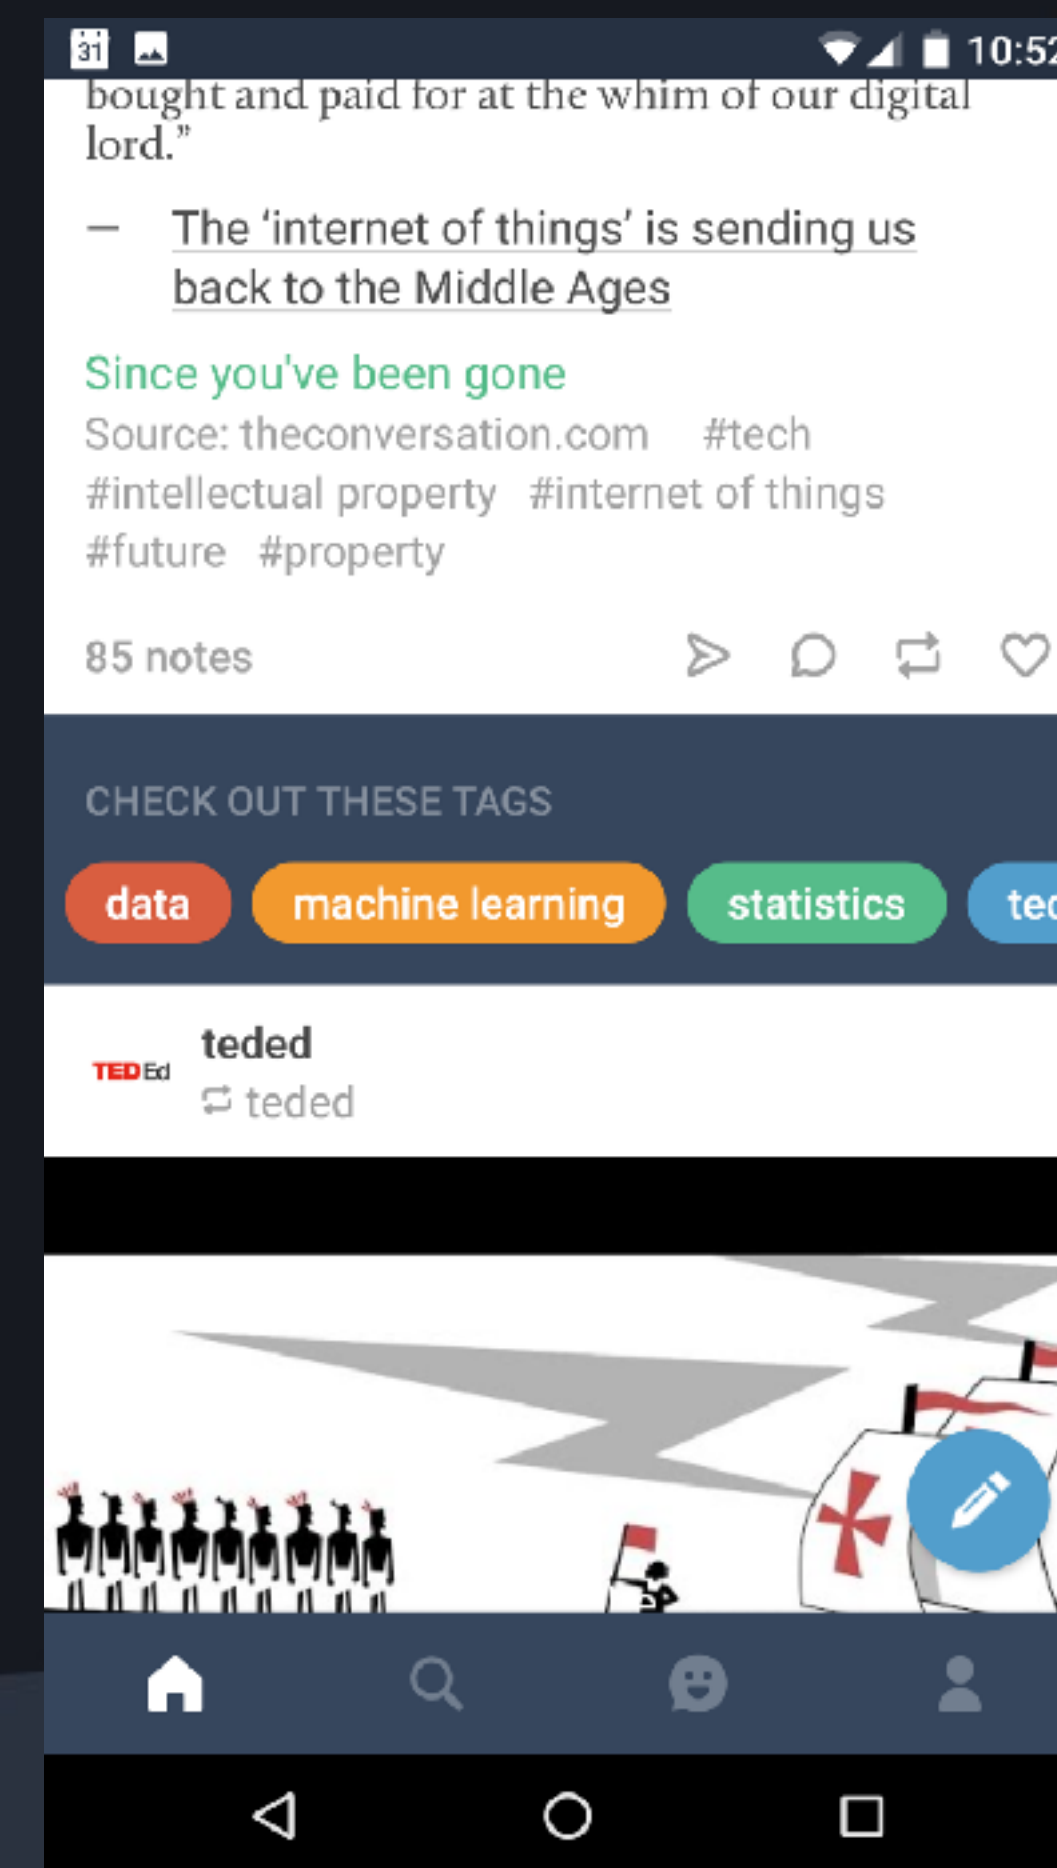 31 10:52
bought and paid for at the whim of our digital
lord.”
— The ‘internet of things’ is sending us
back to the Middle Ages
Since you've been gone
Source: theconversation.com #tech
#intellectual property #internet of things
#future #property
85 notes
CHECK OUT THESE TAGS
data machine learning statistics tec
teded
TED Ed
teded